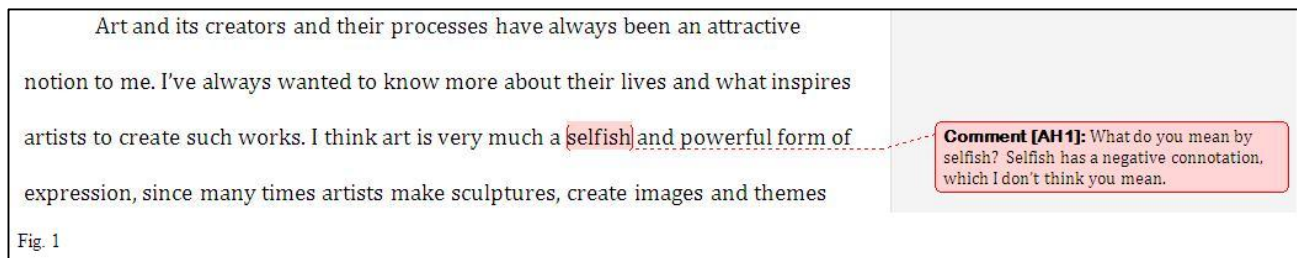 Art and its creators and their processes have always been an attractive
notion to me. I've always wanted to know more about their lives and what inspires
artists to create such works. I think art is very much a selfish and powerful form of
expression, since many times artists make sculptures, create images and themes
Comment [AH1]: What do you mean by
selfish? Selfish has a negative connotation,
which I don't think you mean.
Fig. 1